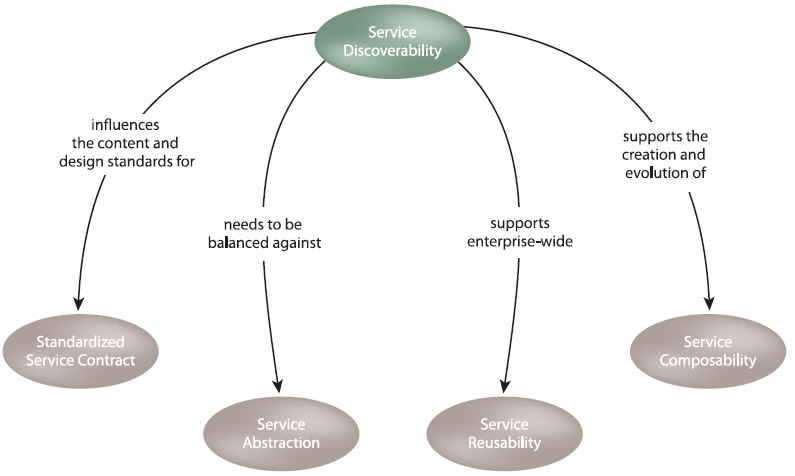 Service
Discoverability
influences
the content and
design standards for
supports the
creation and
evolution of
needs to be
balanced against
supports
enterprise-wide
Standardized
Service Contract
Service
Composability
Service
Abstraction
Service
Reusability